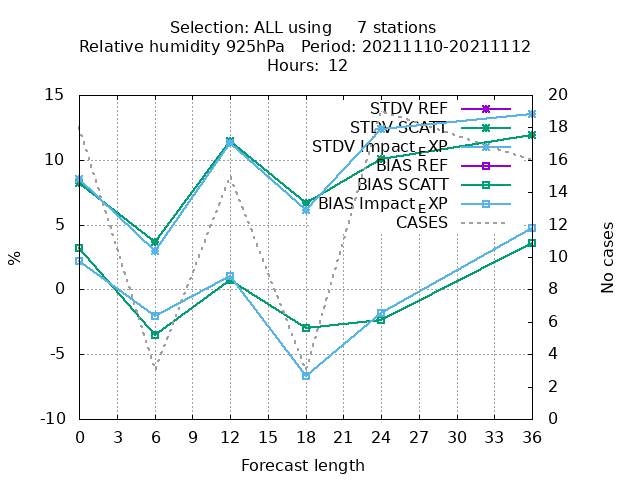 Selection: ALL using 7 stations
Relative humidity 925hPa Period: 20211110-20211112
Hours: 12
STDV REF
STDV SCATT
STDV Impact_EXP
BIAS REF
BIAS SCATT
BIAS Impact_EXP
CASES
15
10
5
0
-5
-10
%
20
18
16
14
12
10
8
6
4
2
0
No cases
0 3 6 9 12 15 18 21 24 27 30 33 36
Forecast length